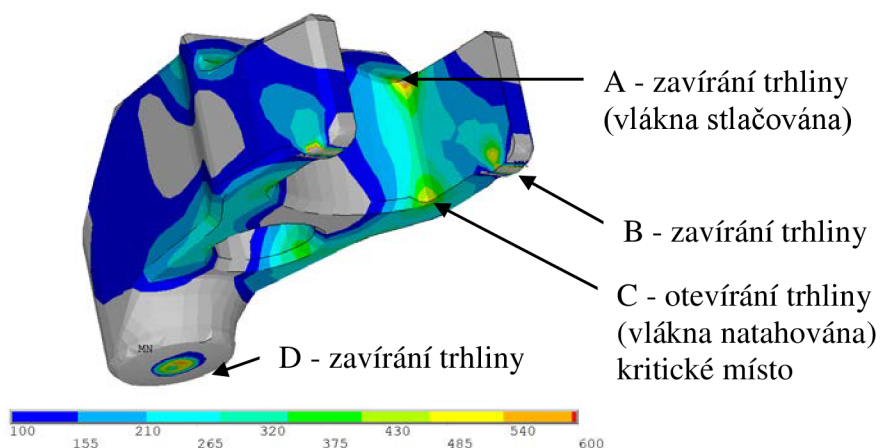 A - zavírání trhliny
(vlákna stlačována)
B - zavírání trhliny
C - otevírání trhliny
(vlákna natahována)
kritické místo
MN
D - zavírání trhliny
100 155 210 265 320 375 430 485 540 600